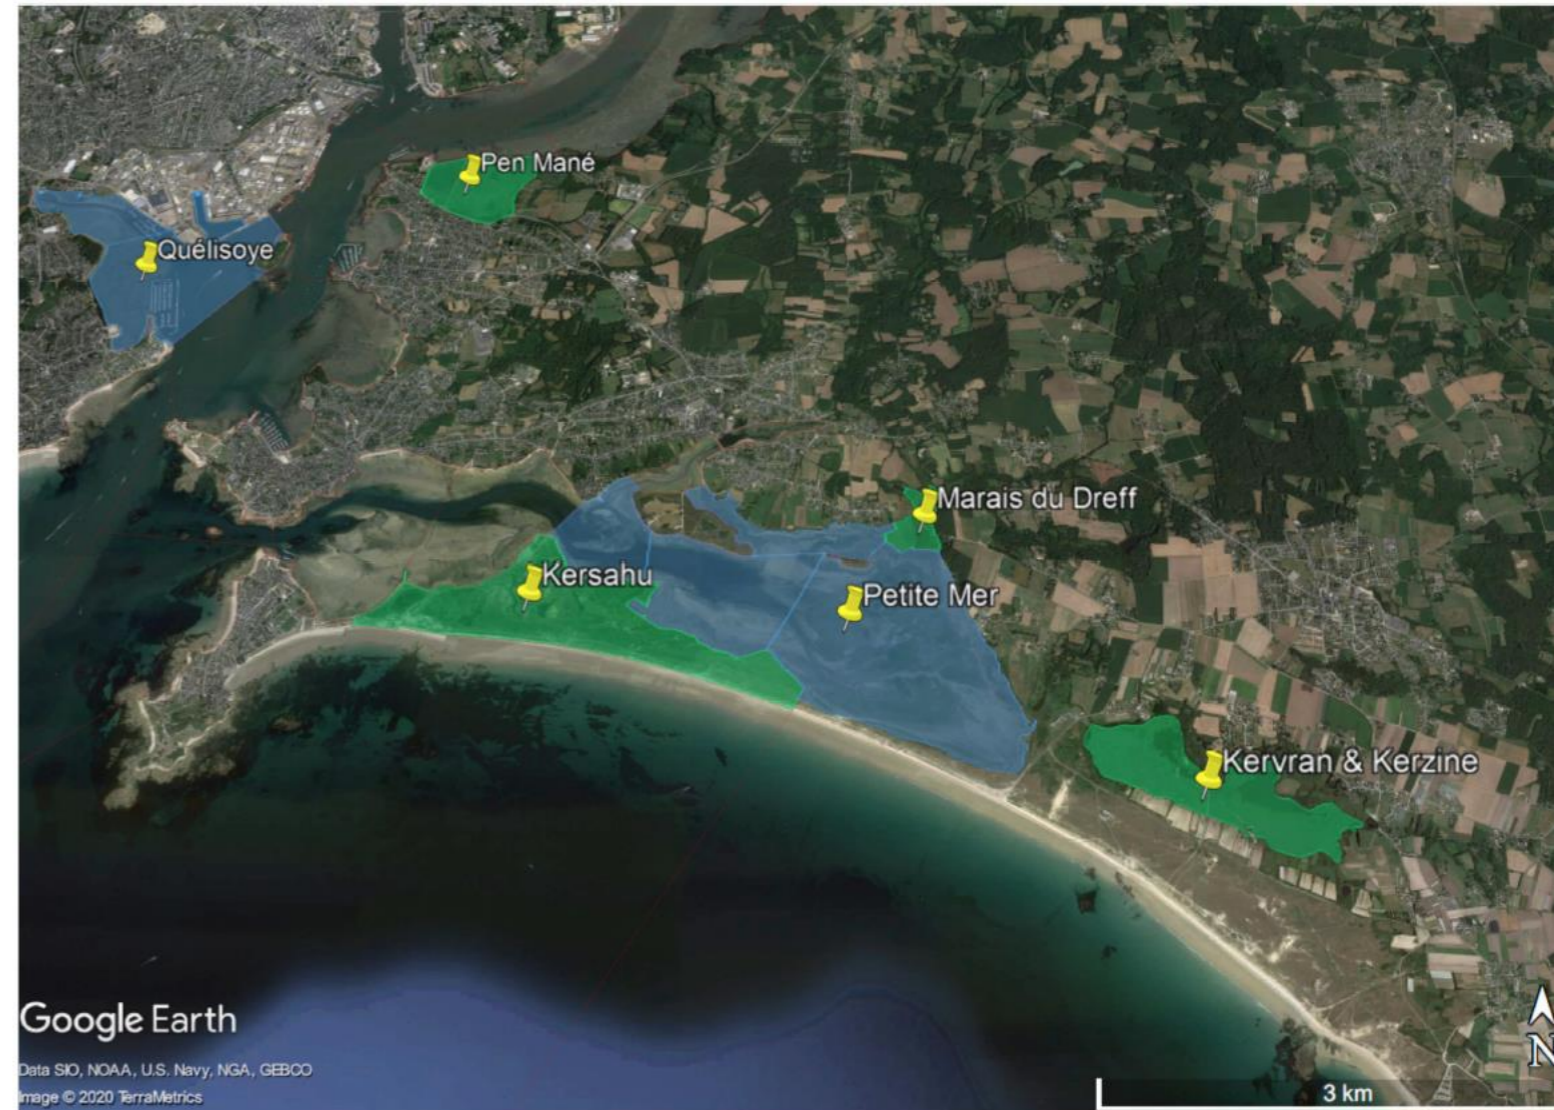 Pen Mané
Quélisoye
Marais du Dreff
Kersahu
Petite Mer
Kervran & Kerzine
Google Earth
Data SIO, NOAA, U.S. Navy, NGA, GEBCO
Image © 2020 TerraMetrics
N
3 km